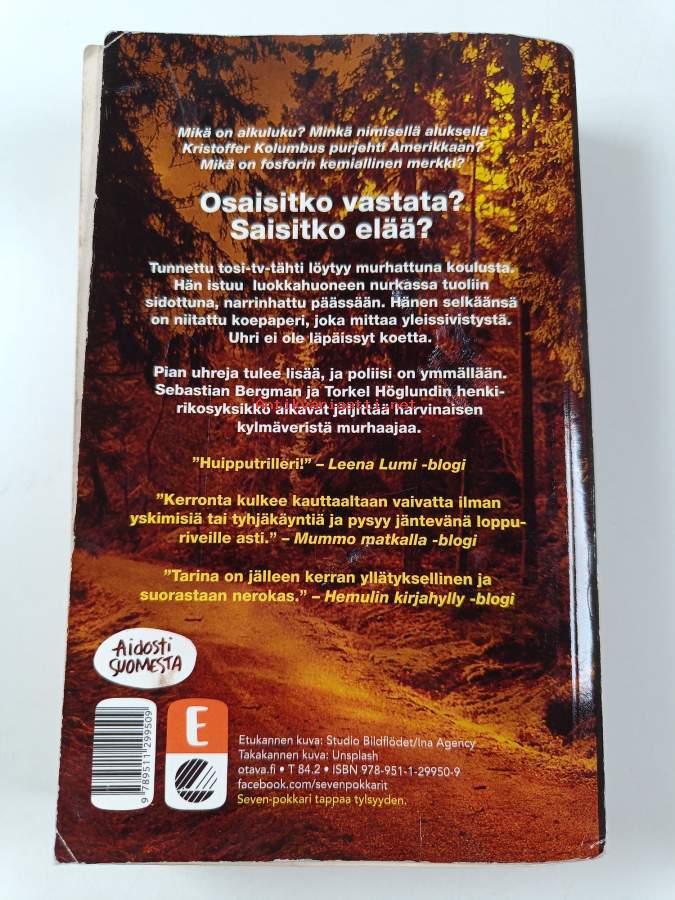 Mikä on alkuluku? Minkä nimisellä aluksella
Kristoffer Kolumbus purjehti Amerikkaan?
Mikä on fosforin kemiallinen merkki?
Osaisitko vastata?
Saisitko elää?
Tunnettu tosi-tv-tähti löytyy murhattuna koulusta.
Hän istuu luokkahuoneen nurkassa tuoliin
sidottuna, narrinhattu päässään. Hänen selkäänsä
on niitattu koepaperi, joka mittaa yleissivistystä.
Uhri ei ole läpäissyt koetta.
Pian uhreja tulee lisää, ja poliisi on ymmällään.
Sebastian Bergman ja Torkel Höglundin henki-
rikosyksikkö alkavat jäljittää harvinaisen
kylmäveristä murhaajaa.
”Huipputrilleri!” – Leena Lumi -blogi
”Kerronta kulkee kauttaaltaan vaivatta ilman
yskimisiä tai tyhjäkäyntiä ja pysyy jäntevänä loppu-
riveille asti.” – Mummo matkalla -blogi
”Tarina on jälleen kerran yllätyksellinen ja
suorastaan nerokas.” – Hemulin kirjahylly -blogi
Aidosti
SUOMESTA
9 789511 299509
E
Etukannen kuva: Studio Bildflödet/Ina Agency
Takakannen kuva: Unsplash
otava.fi • T 84.2 • ISBN 978-951-1-29950-9
facebook.com/sevenpokkarit
Seven-pokkari tappaa tylsyyden.